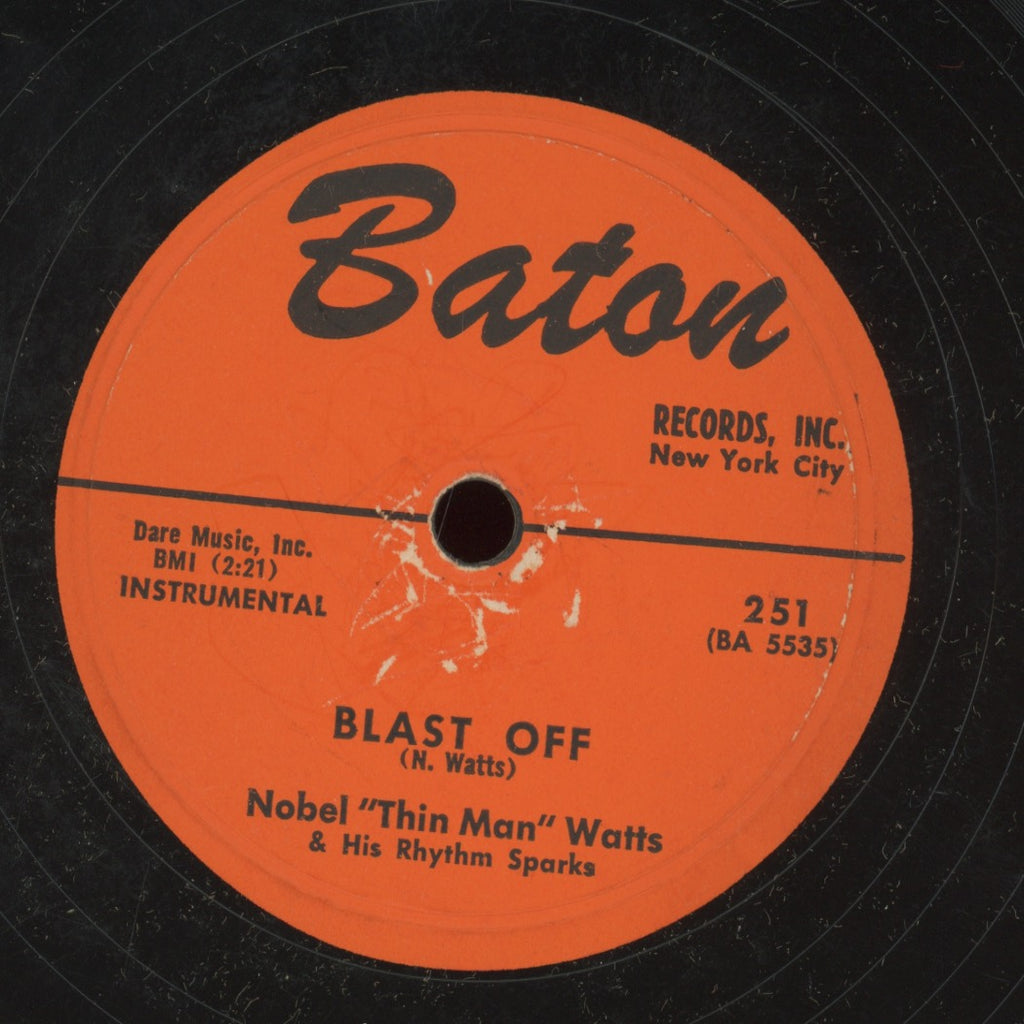 Baton
RECORDS, INC.
New York City
Dare Music, Inc.
BMI (2:21)
INSTRUMENTAL
251
(BA 5535)
BLAST OFF
(N. Watts)
Nobel "Thin Man" Watts
& His Rhythm Sparks